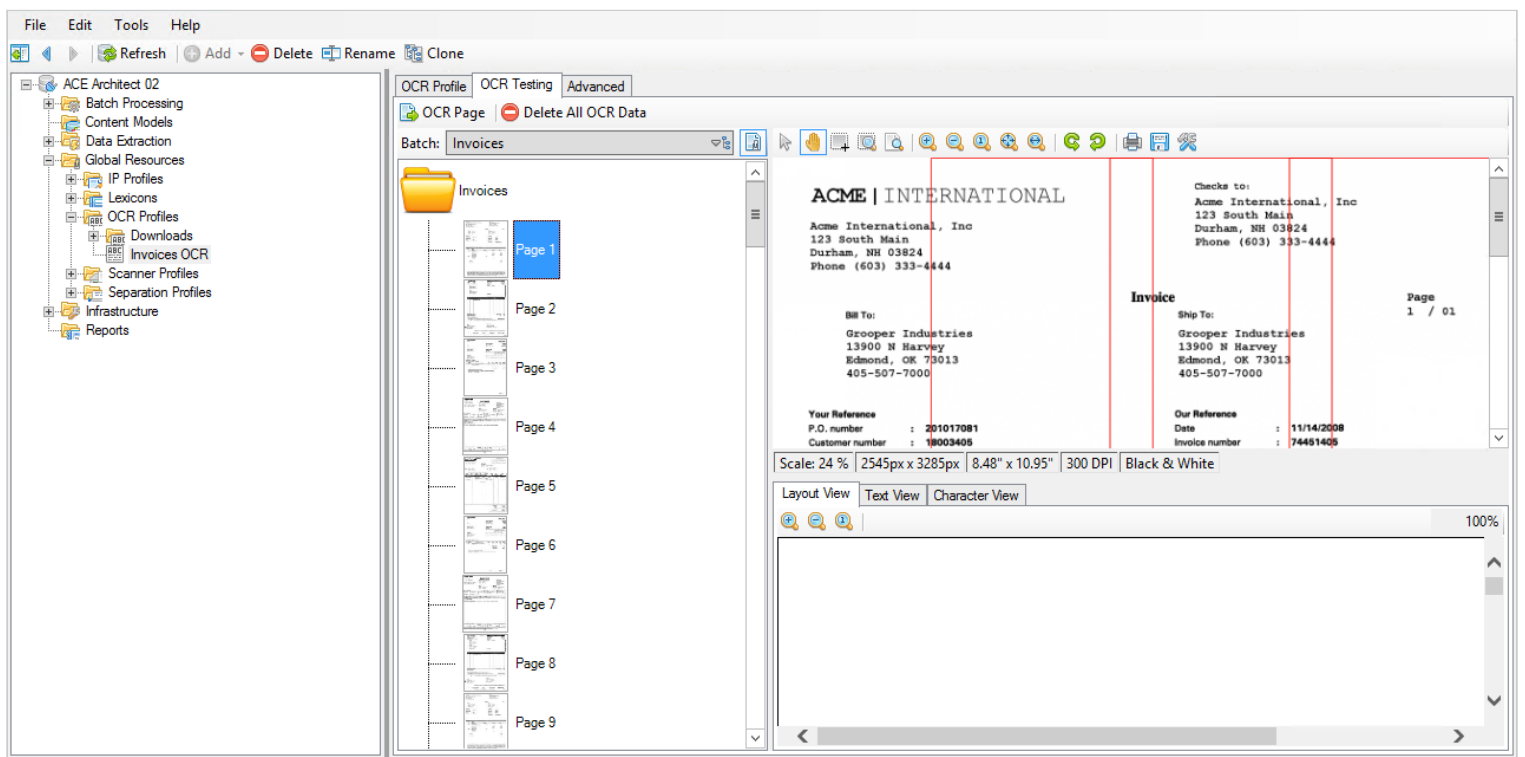 File Edit Tools Help
Refresh Add Delete Rename Clone
ACE Architect 02
Batch Processing
Content Models
Data Extraction
Global Resources
IP Profiles
Lexicons
OCR Profiles
Downloads
Invoices OCR
Scanner Profiles
Separation Profiles
Infrastructure
Reports
OCR Profile OCR Testing Advanced
OCR Page Delete All OCR Data
Batch: Invoices
Invoices
Page 1
Page 2
Page 3
Page 4
Page 5
Page 6
Page 7
Page 8
Page 9
ACME | INTERNATIONAL
Acme International, Inc
123 South Main
Durham, NH 03824
Phone (603) 333-4444
Checks to:
Acme International, Inc
123 South Main
Durham, NH 03824
Phone (603) 333-4444
Invoice
Page
1 / 01
Bill To:
Grooper Industries
13900 N Harvey
Edmond, OK 73013
405-507-7000
Ship To:
Grooper Industries
13900 N Harvey
Edmond, OK 73013
405-507-7000
Your Reference
P.O. number : 201017081
Customer number : 18003405
Our Reference
Date : 11/14/2008
Invoice number : 74451405
Scale: 24 % 2545px x 3285px 8.48" x 10.95" 300 DPI Black & White
Layout View Text View Character View
100%